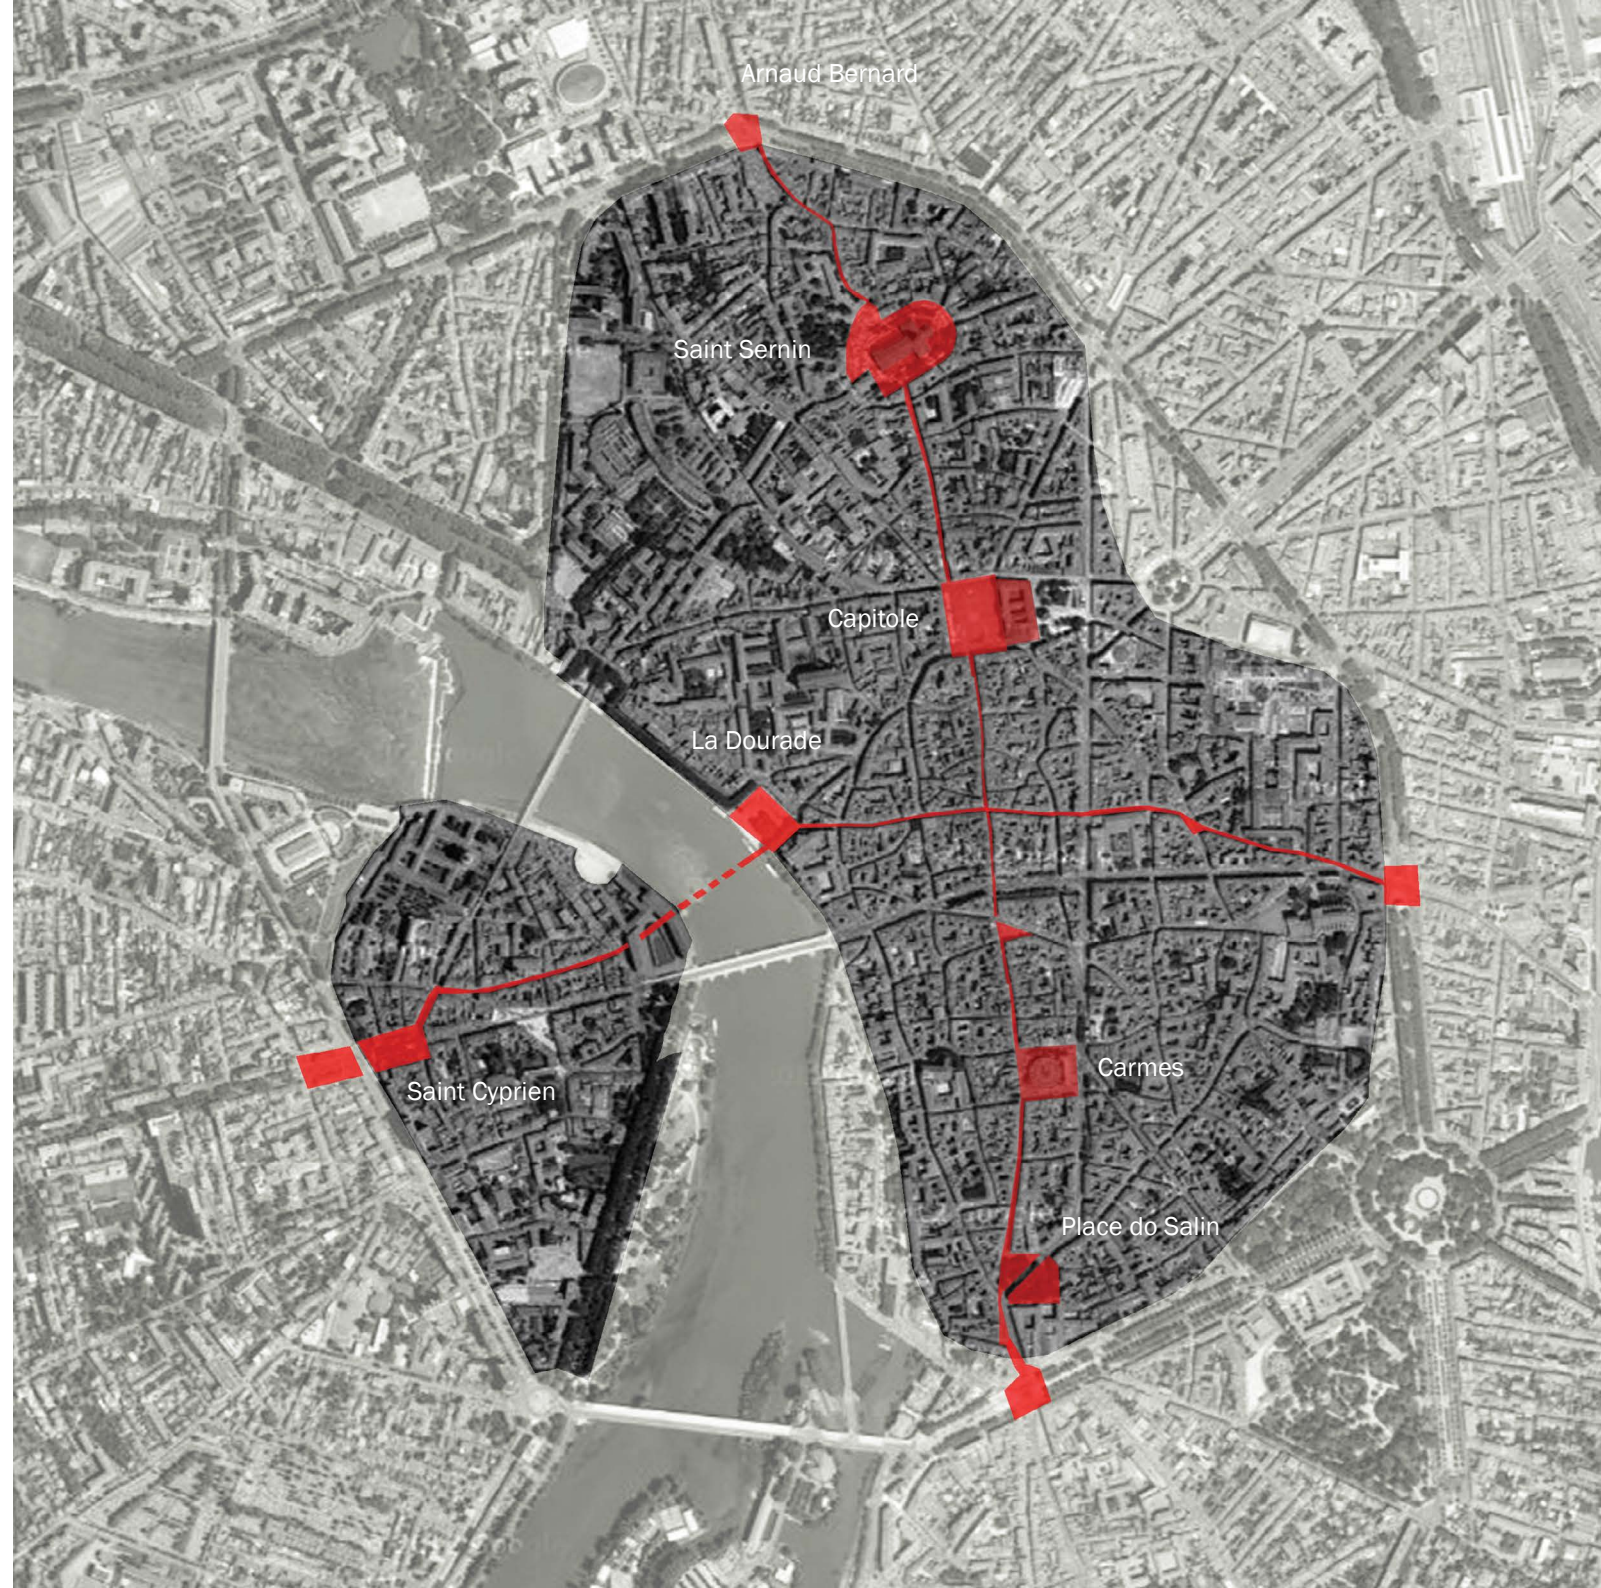 Arnaud Bernard
Saint Sernin
Capitole
La Dourade
Carmes
Saint Cyprien
Place do Salin